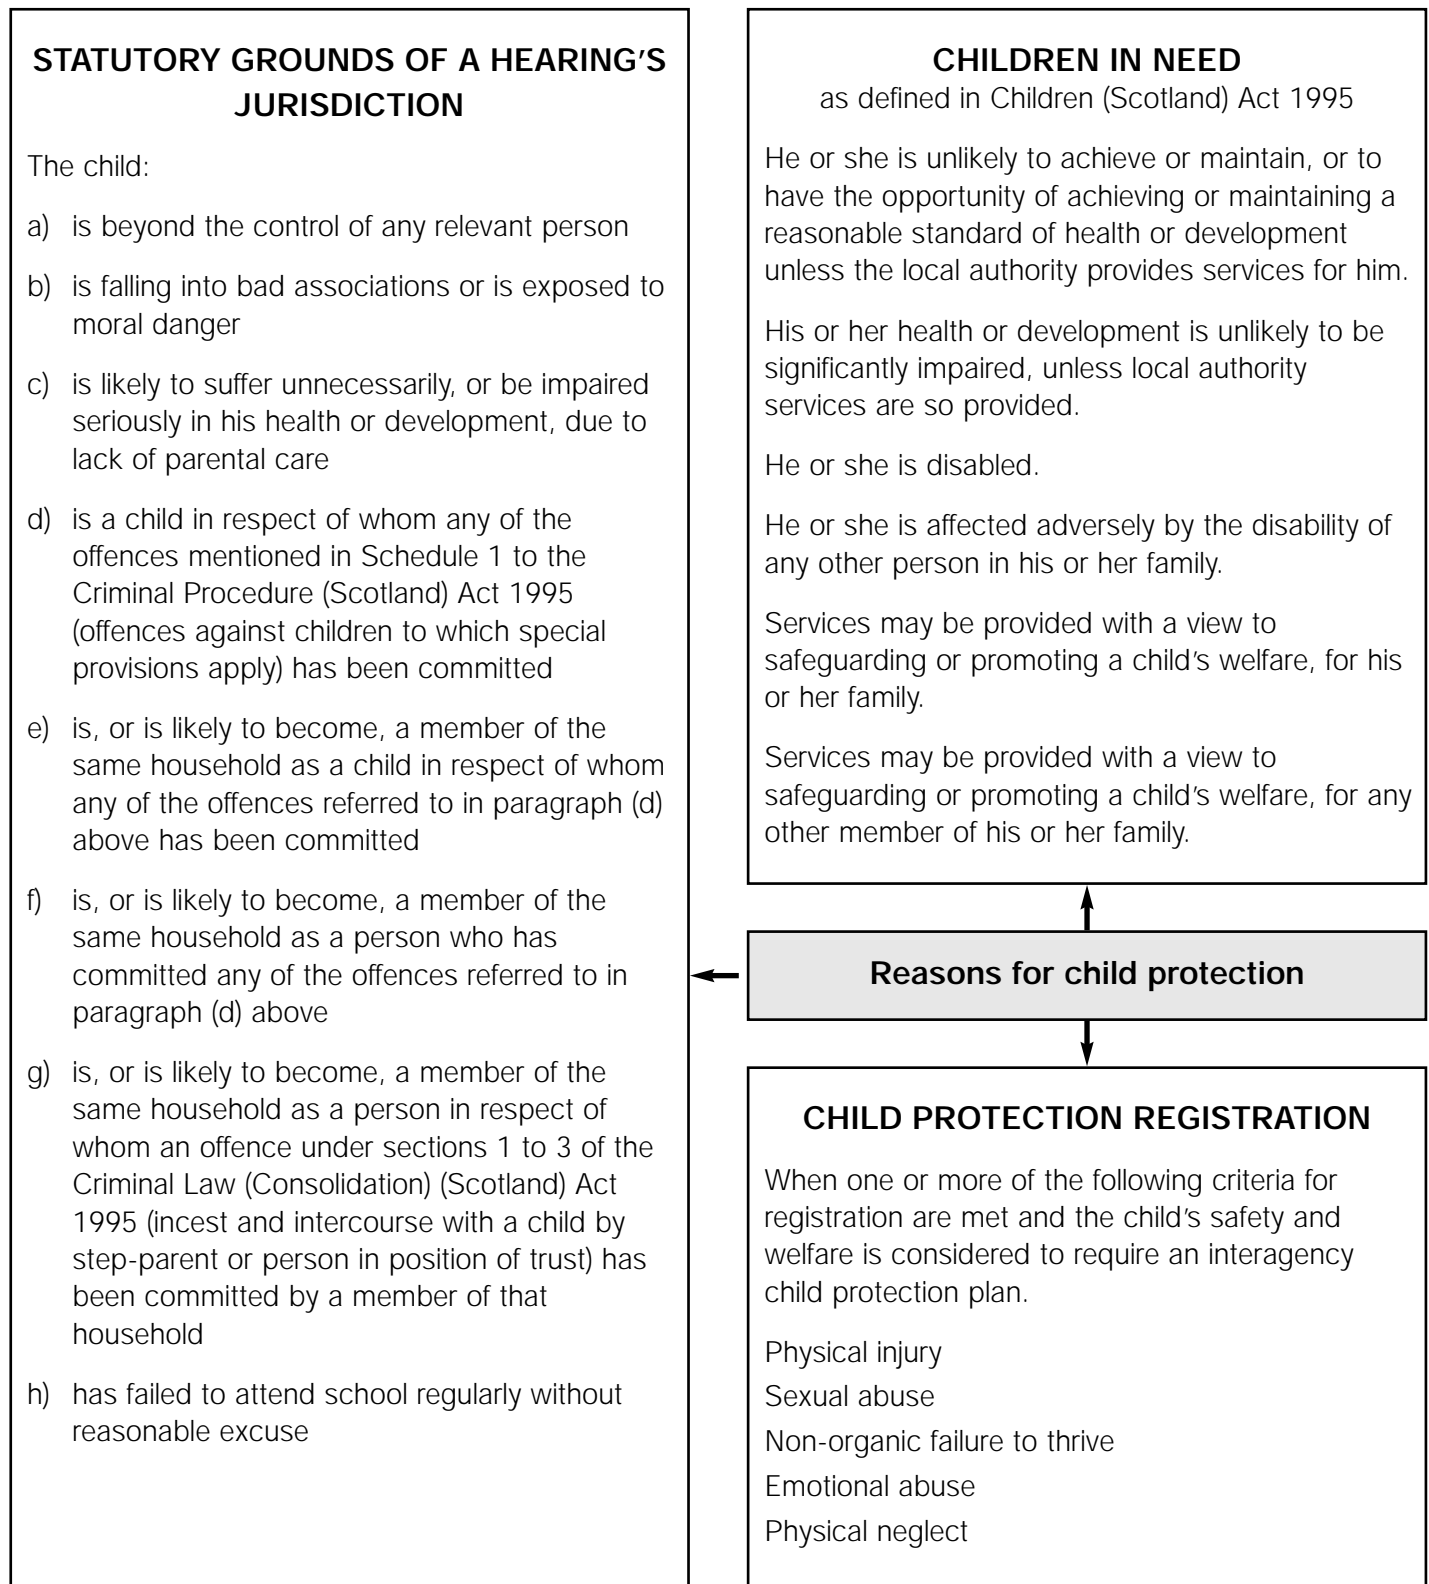 STATUTORY GROUNDS OF A HEARING'S
JURISDICTION
The child:
a) is beyond the control of any relevant person
b) is falling into bad associations or is exposed to
moral danger
c) is likely to suffer unnecessarily, or be impaired
seriously in his health or development, due to
lack of parental care
d) is a child in respect of whom any of the
offences mentioned in Schedule 1 to the
Criminal Procedure (Scotland) Act 1995
(offences against children to which special
provisions apply) has been committed
e) is, or is likely to become, a member of the
same household as a child in respect of whom
any of the offences referred to in paragraph (d)
above has been committed
f) is, or is likely to become, a member of the
same household as a person who has
committed any of the offences referred to in
paragraph (d) above
g) is, or is likely to become, a member of the
same household as a person in respect of
whom an offence under sections 1 to 3 of the
Criminal Law (Consolidation) (Scotland) Act
1995 (incest and intercourse with a child by
step-parent or person in position of trust) has
been committed by a member of that
household
h) has failed to attend school regularly without
reasonable excuse
CHILDREN IN NEED
as defined in Children (Scotland) Act 1995
He or she is unlikely to achieve or maintain, or to
have the opportunity of achieving or maintaining a
reasonable standard of health or development
unless the local authority provides services for him.
His or her health or development is unlikely to be
significantly impaired, unless local authority
services are so provided.
He or she is disabled.
He or she is affected adversely by the disability of
any other person in his or her family.
Services may be provided with a view to
safeguarding or promoting a child's welfare, for his
or her family.
Services may be provided with a view to
safeguarding or promoting a child's welfare, for any
other member of his or her family.
Reasons for child protection
CHILD PROTECTION REGISTRATION
When one or more of the following criteria for
registration are met and the child's safety and
welfare is considered to require an interagency
child protection plan.
Physical injury
Sexual abuse
Non-organic failure to thrive
Emotional abuse
Physical neglect